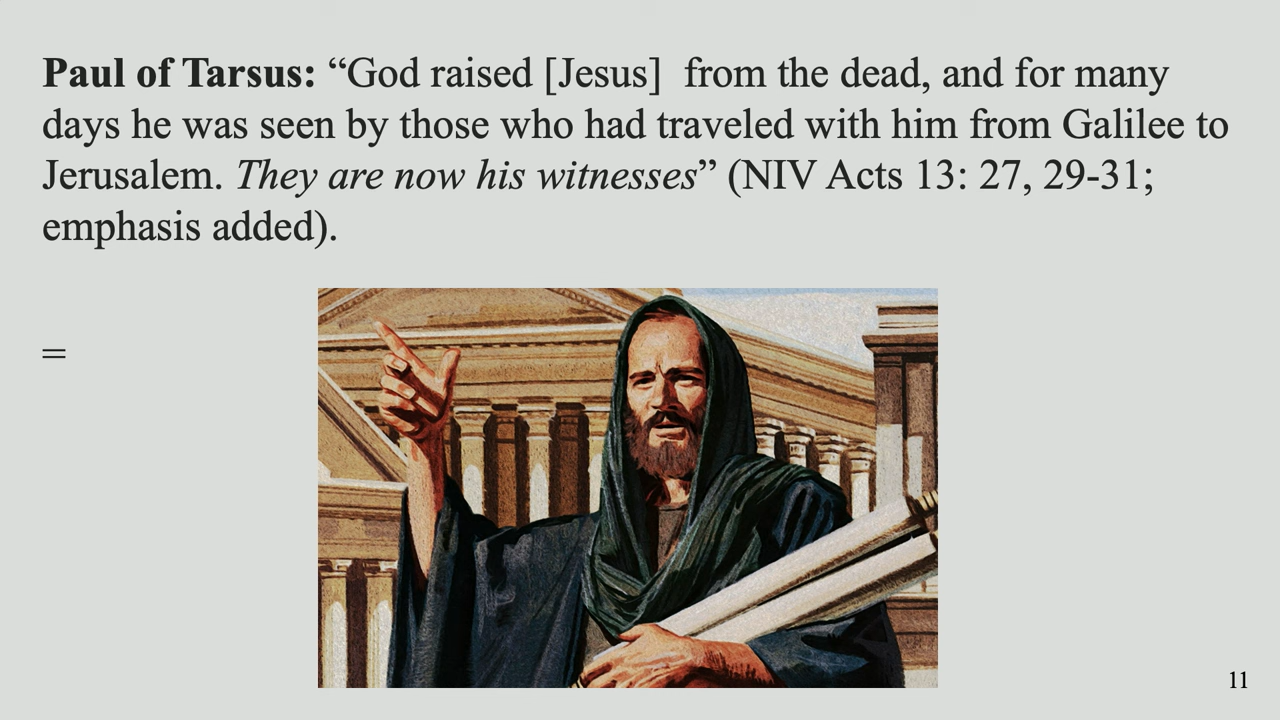 Paul of Tarsus: “God raised [Jesus]  from the dead, and for many
days he was seen by those who had traveled with him from Galilee to
Jerusalem. They are now his witnesses” (NIV Acts 13: 27, 29-31;
emphasis added).
=
11